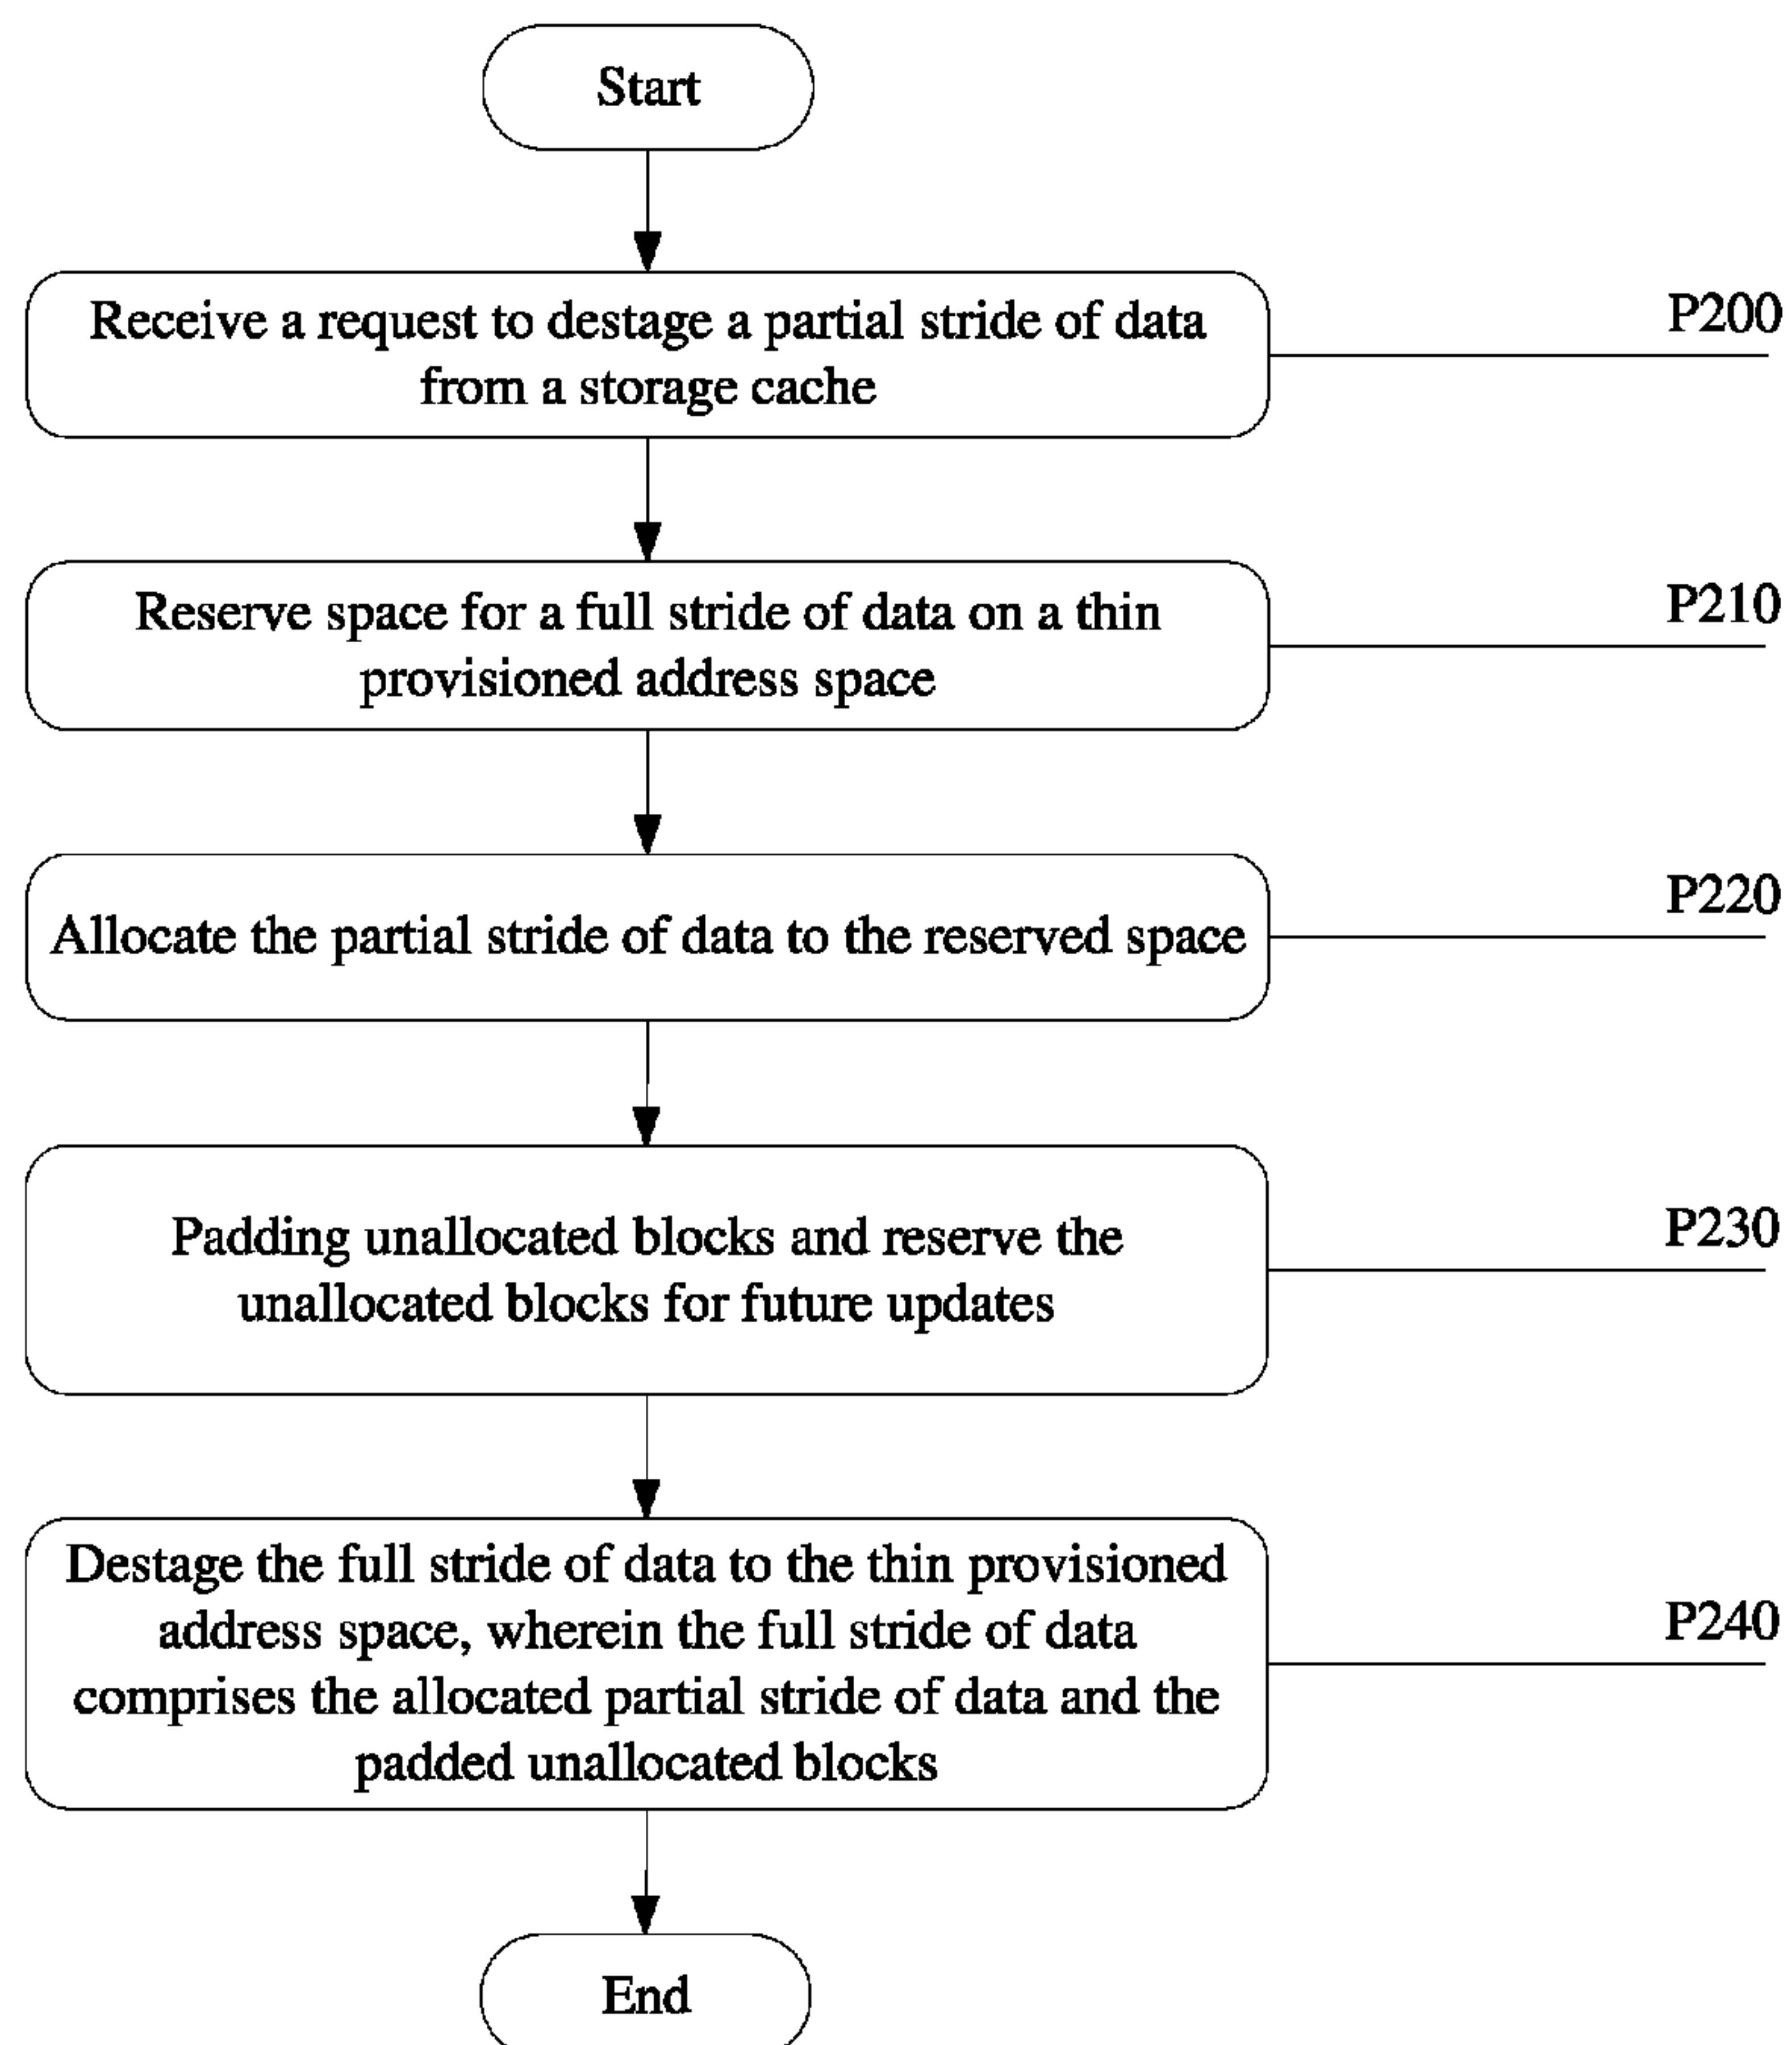 Start
Receive a request to destage a partial stride of data
from a storage cache
P200
Reserve space for a full stride of data on a thin
provisioned address space
P210
Allocate the partial stride of data to the reserved space
P220
Padding unallocated blocks and reserve the
unallocated blocks for future updates
P230
Destage the full stride of data to the thin provisioned
address space, wherein the full stride of data
comprises the allocated partial stride of data and the
padded unallocated blocks
P240
End